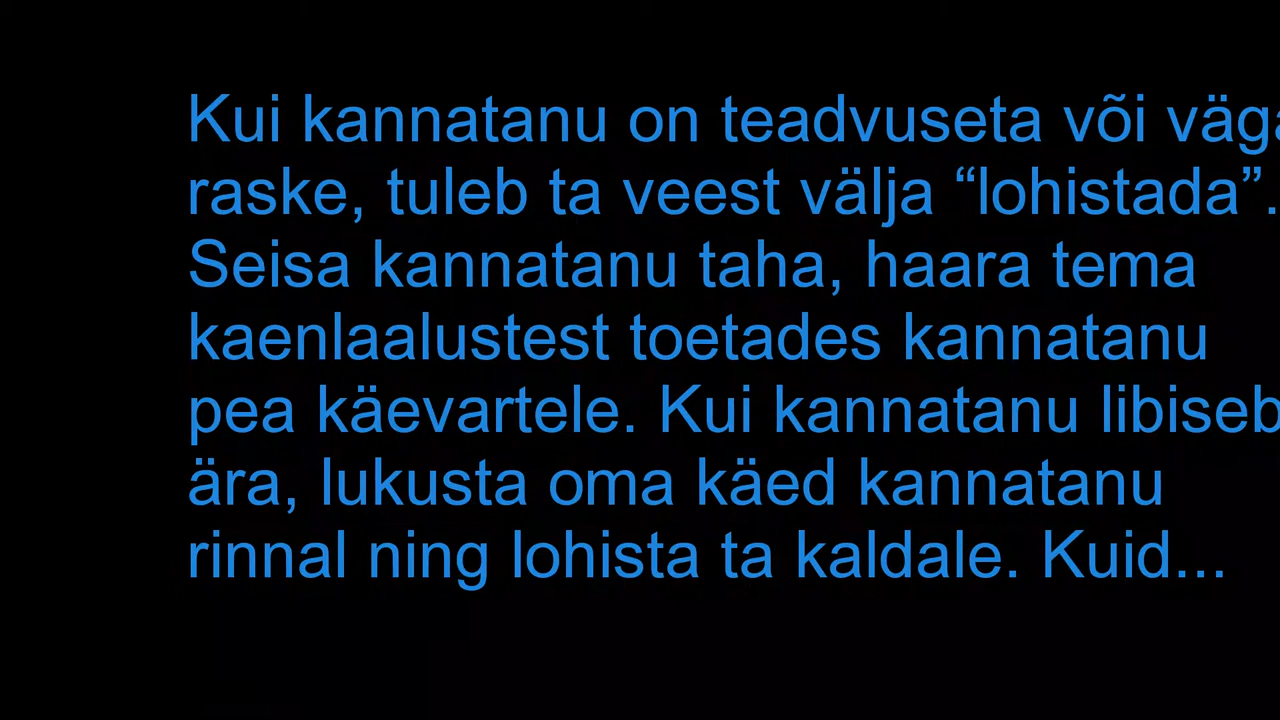 Kui kannatanu on teadvuseta või väga
raske, tuleb ta veest välja “lohistada”.
Seisa kannatanu taha, haara tema
kaenlaalustest toetades kannatanu
pea käevartele. Kui kannatanu libiseb
ära, lukusta oma käed kannatanu
rinnal ning lohista ta kaldale. Kuid...